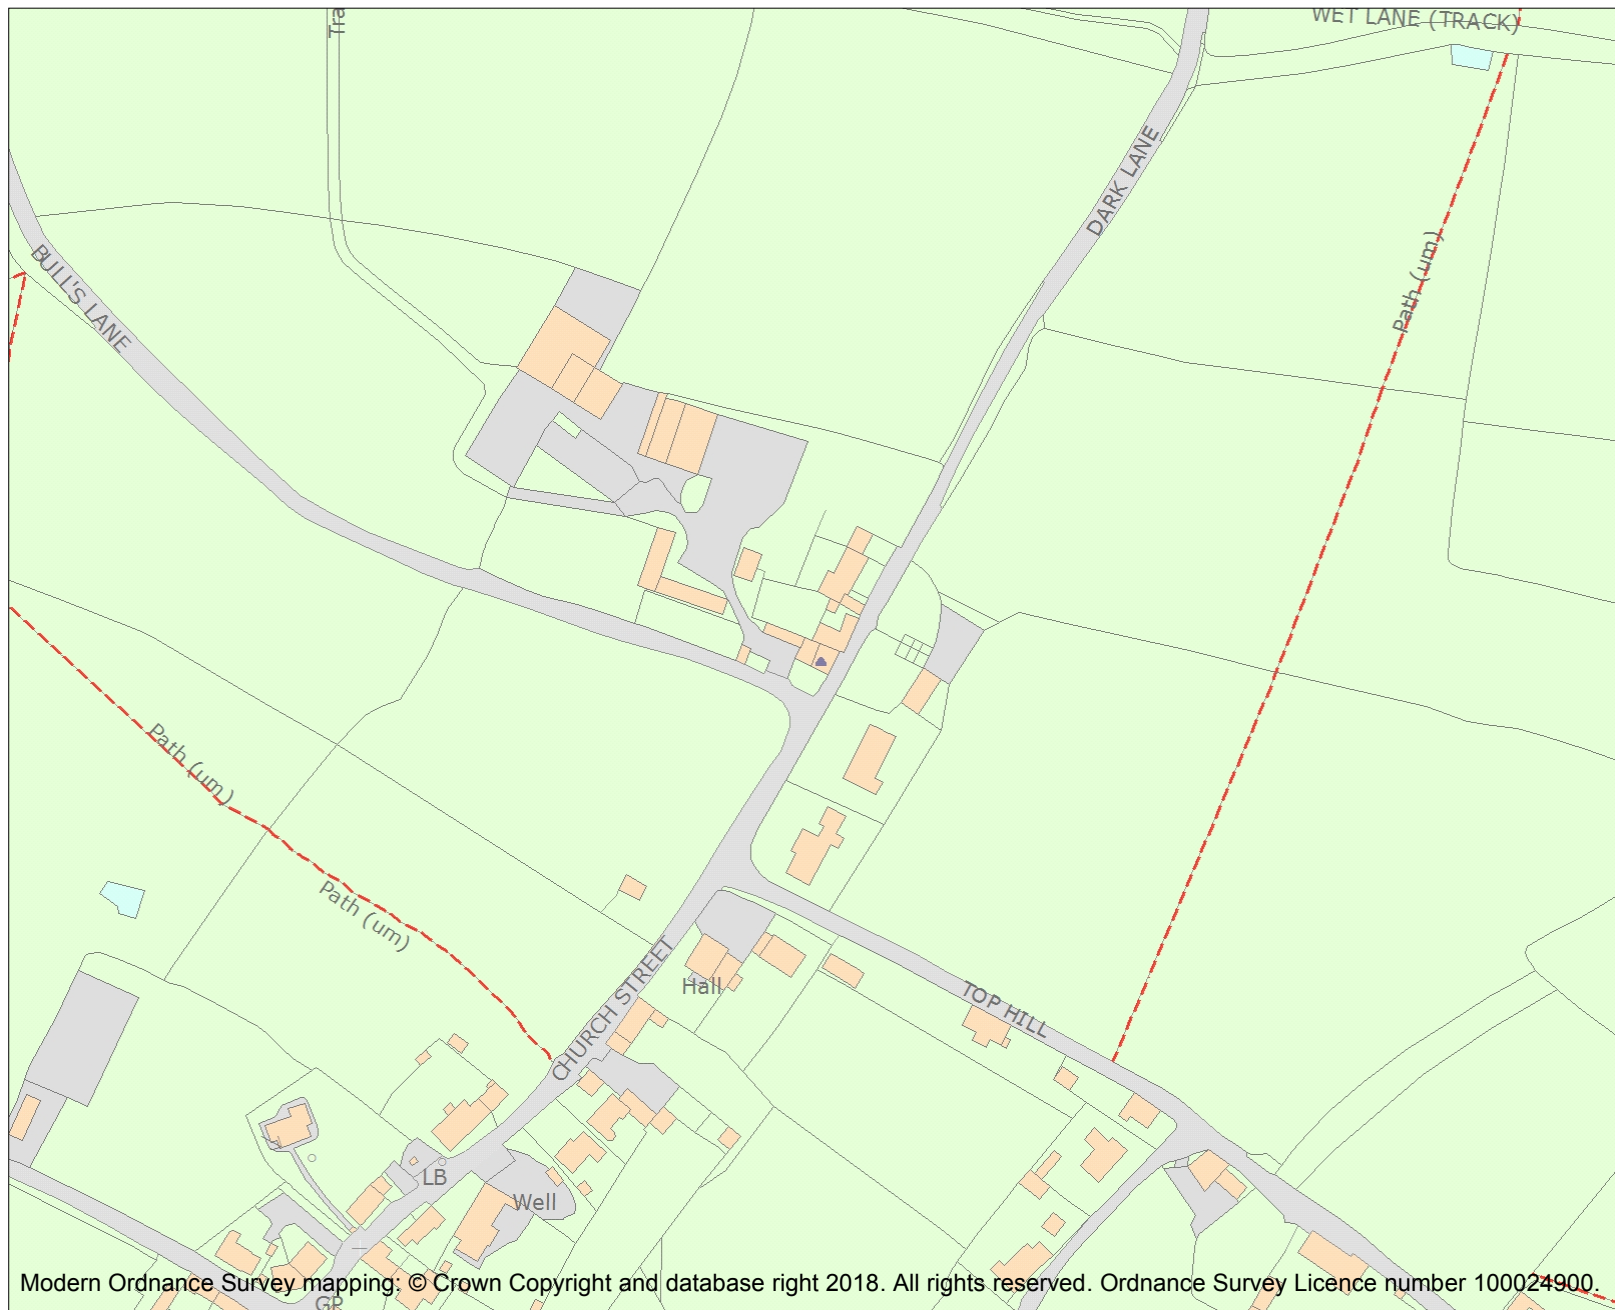 Tra
WET LANE (TRACK)
DARK LANE
BULL'S LANE
Path (um)
Path (um)
Path (um)
CHURCH STREET
Hall
TOP HILL
LB
Well
GP
Modern Ordnance Survey mapping: © Crown Copyright and database right 2018. All rights reserved. Ordnance Survey Licence number 100024900.